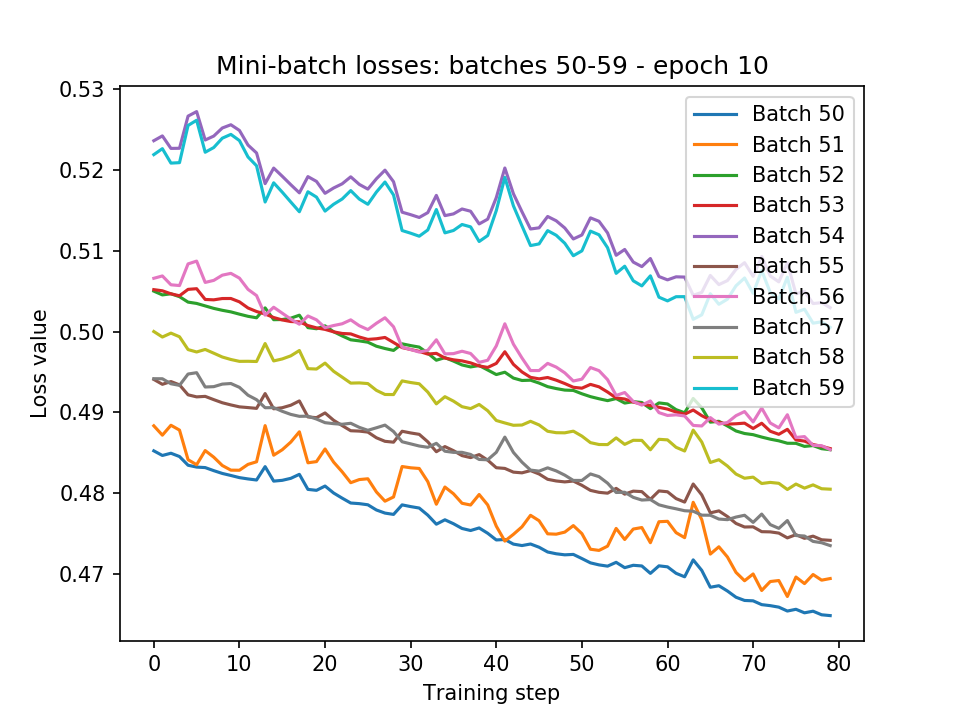 Mini-batch losses: batches 50-59 - epoch 10
0.53
0.52
0.51
0.50
0.49
0.48
0.47
Loss value
0
10
20
30
40
50
60
70
80
Training step
Batch 50
Batch 51
Batch 52
Batch 53
Batch 54
Batch 55
Batch 56
Batch 57
Batch 58
Batch 59